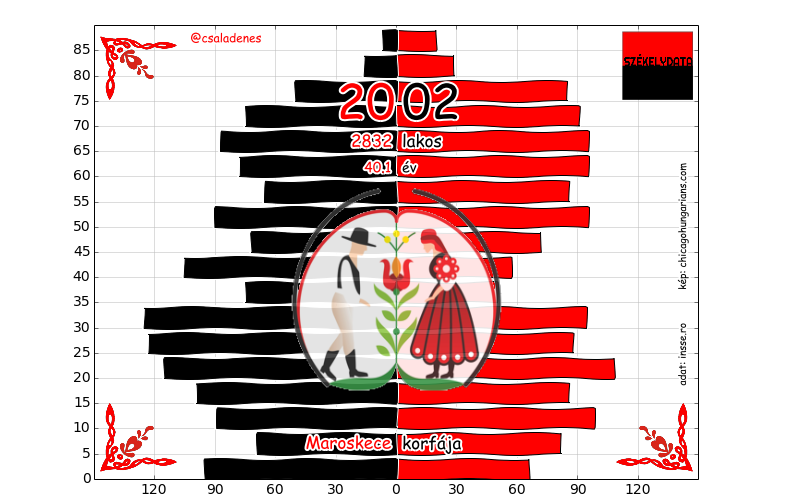 @csaladenes
SZÉKELYDATA
2002
2832 lakos
40.1 év
kép: chicagohungarians.com
adat: insse.ro
Maroskece korfája
85
80
75
70
65
60
55
50
45
40
35
30
25
20
15
10
5
0
120 90 60 30 0 30 60 90 120